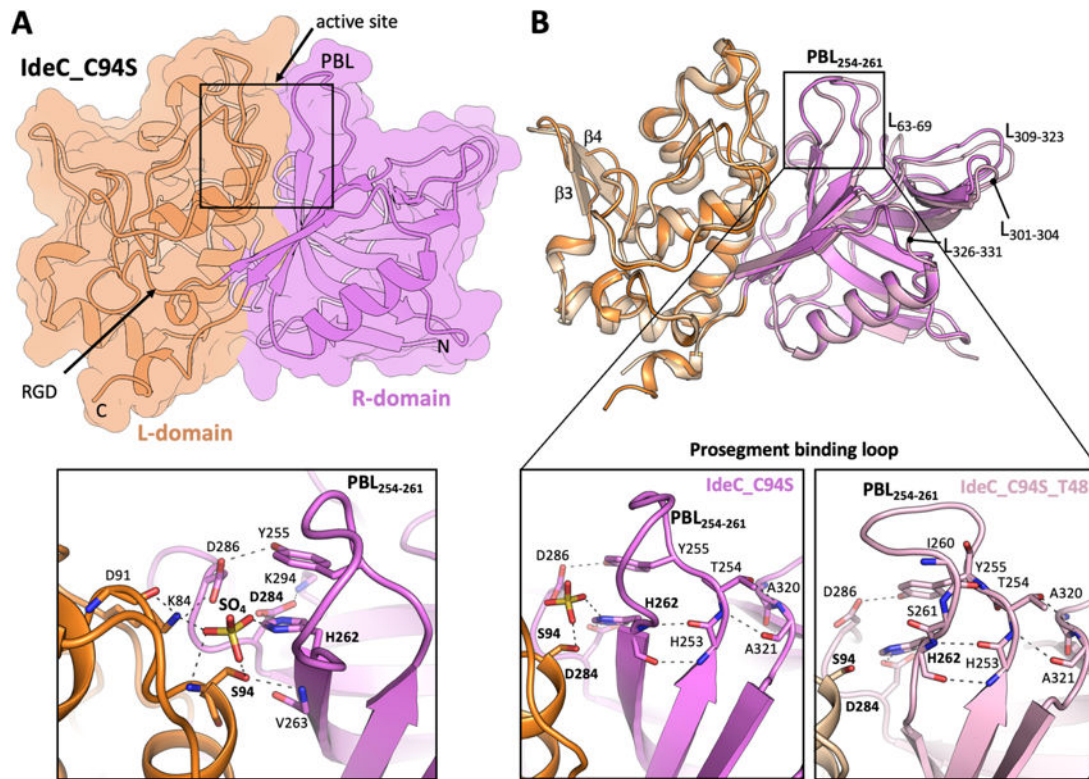 A
active site
IdeC_C94S
PBL
RGD
C
N
L-domain
R-domain
PBL254-261
D286
Y255
D91
K84
K294
SO4
D284
H262
S94
V263
B
PBL254-261
L63-69
L309-323
β4
β3
L301-304
L326-331
Prosegment binding loop
IdeC_C94S
PBL254-261
D286
Y255
T254
A320
H262
S94
H253
A321
D284
IdeC_C94S_T48
PBL254-261
I260
Y255
T254
D286
A320
S261
S94
H262
H253
A321
D284